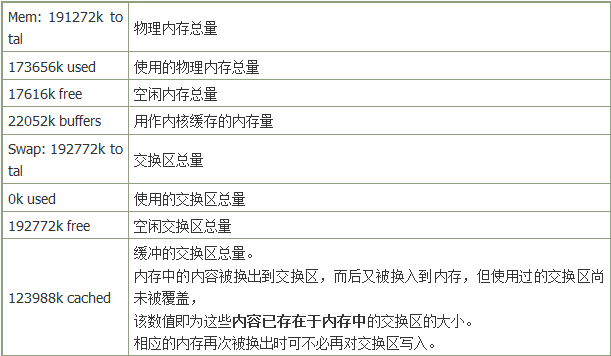 Mem: 191272k to
tal
物理内存总量
173656k used
使用的物理内存总量
17616k free
空闲内存总量
22052k buffers
用作内核缓存的内存量
Swap: 192772k to
tal
交换区总量
0k used
使用的交换区总量
192772k free
空闲交换区总量
123988k cached
缓冲的交换区总量。
内存中的内容被换出到交换区，而后又被换入到内存，但使用过的交换区尚
未被覆盖，
该数值即为这些内容已存在于内存中的交换区的大小。
相应的内存再次被换出时可不必再对交换区写入。